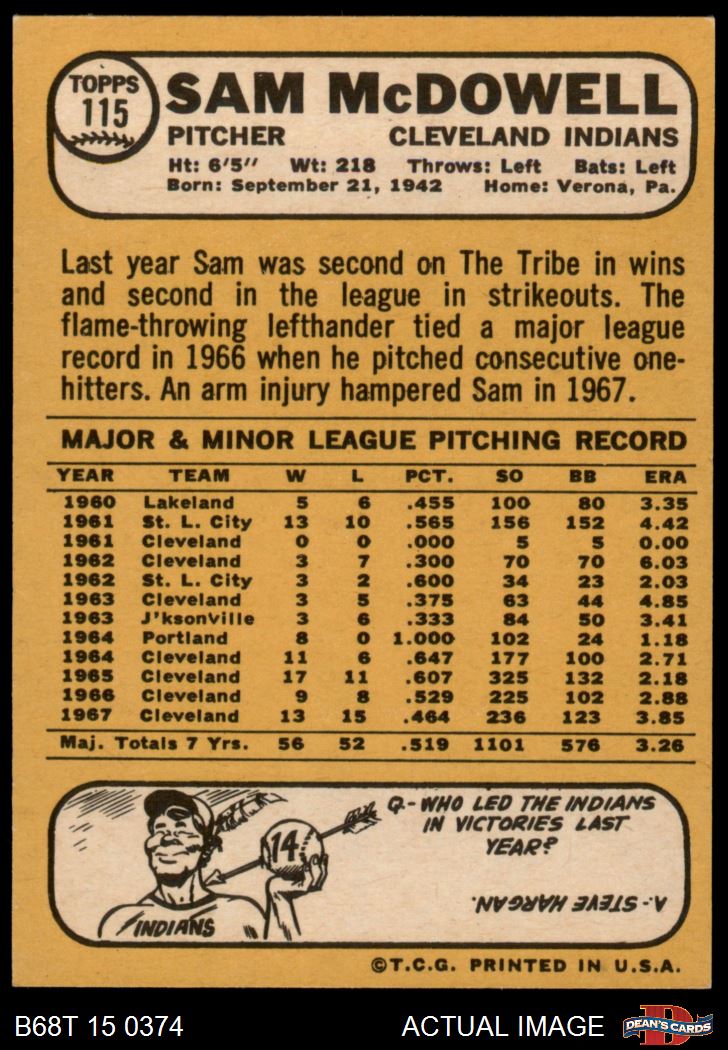 TOPPS
115
SAM McDOWELL
PITCHER CLEVELAND INDIANS
Ht: 6'5" Wt: 218 Throws: Left Bats: Left
Born: September 21, 1942 Home: Verona, Pa.
Last year Sam was second on The Tribe in wins
and second in the league in strikeouts. The
flame-throwing lefthander tied a major league
record in 1966 when he pitched consecutive one-
hitters. An arm injury hampered Sam in 1967.
MAJOR & MINOR LEAGUE PITCHING RECORD
YEAR TEAM W L PCT. SO BB ERA
1960 Lakeland 5 6 .455 100 80 3.35
1961 St. L. City 13 10 .565 156 152 4.42
1961 Cleveland 0 0 .000 5 5 0.00
1962 Cleveland 3 7 .300 70 70 6.03
1962 St. L. City 3 2 .600 34 23 2.03
1963 Cleveland 3 5 .375 63 44 4.85
1963 J'ksonville 3 6 .333 84 50 3.41
1964 Portland 8 0 1.000 102 24 1.18
1964 Cleveland 11 6 .647 177 100 2.71
1965 Cleveland 17 11 .607 325 132 2.18
1966 Cleveland 9 8 .529 225 102 2.88
1967 Cleveland 13 15 .464 236 123 3.85
Maj. Totals 7 Yrs. 56 52 .519 1101 576 3.26
Q-WHO LED THE INDIANS
IN VICTORIES LAST
YEAR?
14
A-STEVE HARGAN.
INDIANS
©T.C.G. PRINTED IN U.S.A.
B68T 15 0374 ACTUAL IMAGE
D
DEAN'S CARDS